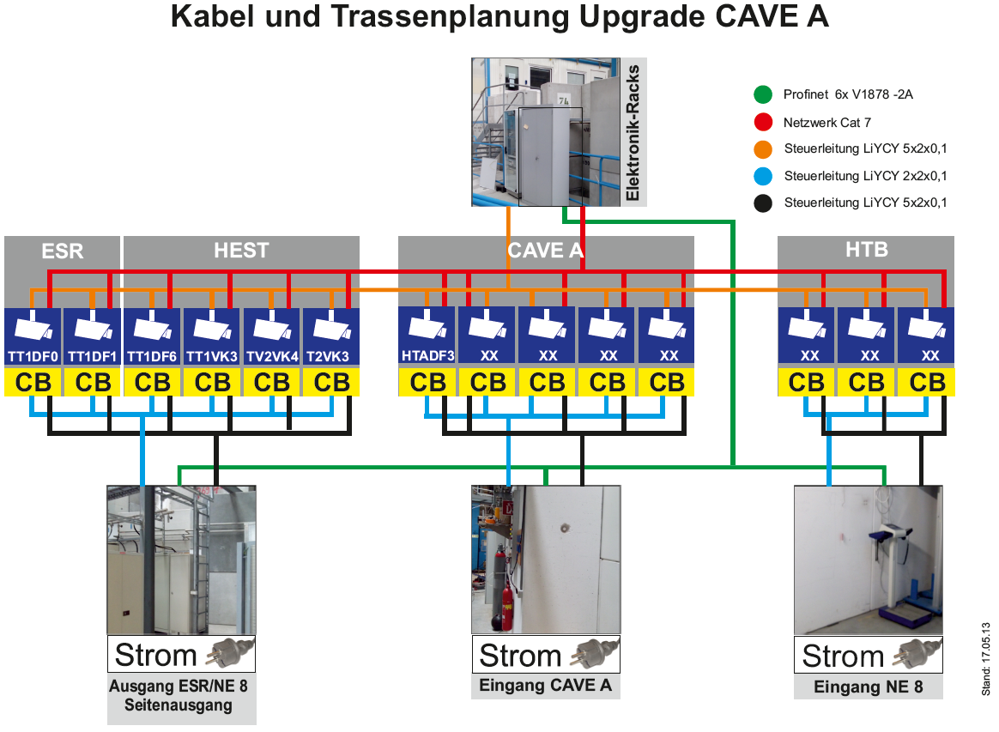 Kabel und Trassenplanung Upgrade CAVE A
Elektronik-Racks
74
Profinet 6x V1878 -2A
Netzwerk Cat 7
Steuerleitung LiYCY 5x2x0,1
Steuerleitung LiYCY 2x2x0,1
Steuerleitung LiYCY 5x2x0,1
ESR HEST CAVE A HTB
TT1DF0 TT1DF1 TT1DF6 TT1VK3 TV2VK4 T2VK3 HTADF3 XX XX XX XX XX XX XX
CB CB CB CB CB CB CB CB CB CB CB CB CB CB
Strom Strom Strom
Ausgang ESR/NE 8
Seitenausgang
Eingang CAVE A
Eingang NE 8
Stand: 17.05.13